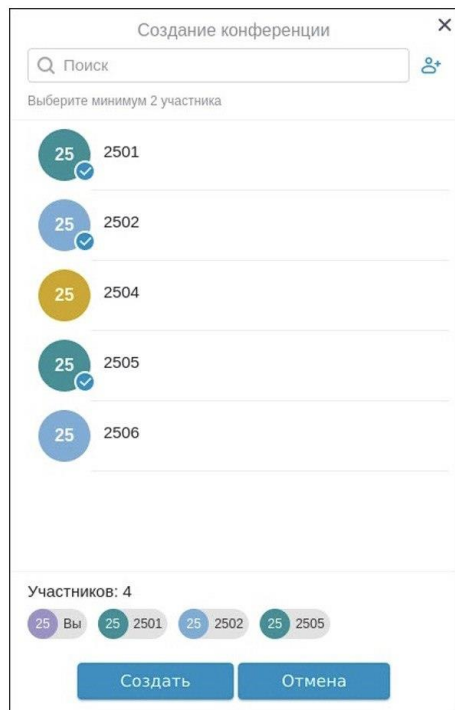 Создание конференции
Поиск
Выберите минимум 2 участника
25 2501
25 2502
25 2504
25 2505
25 2506
Участников: 4
25 Вы 25 2501 25 2502 25 2505
Создать Отмена